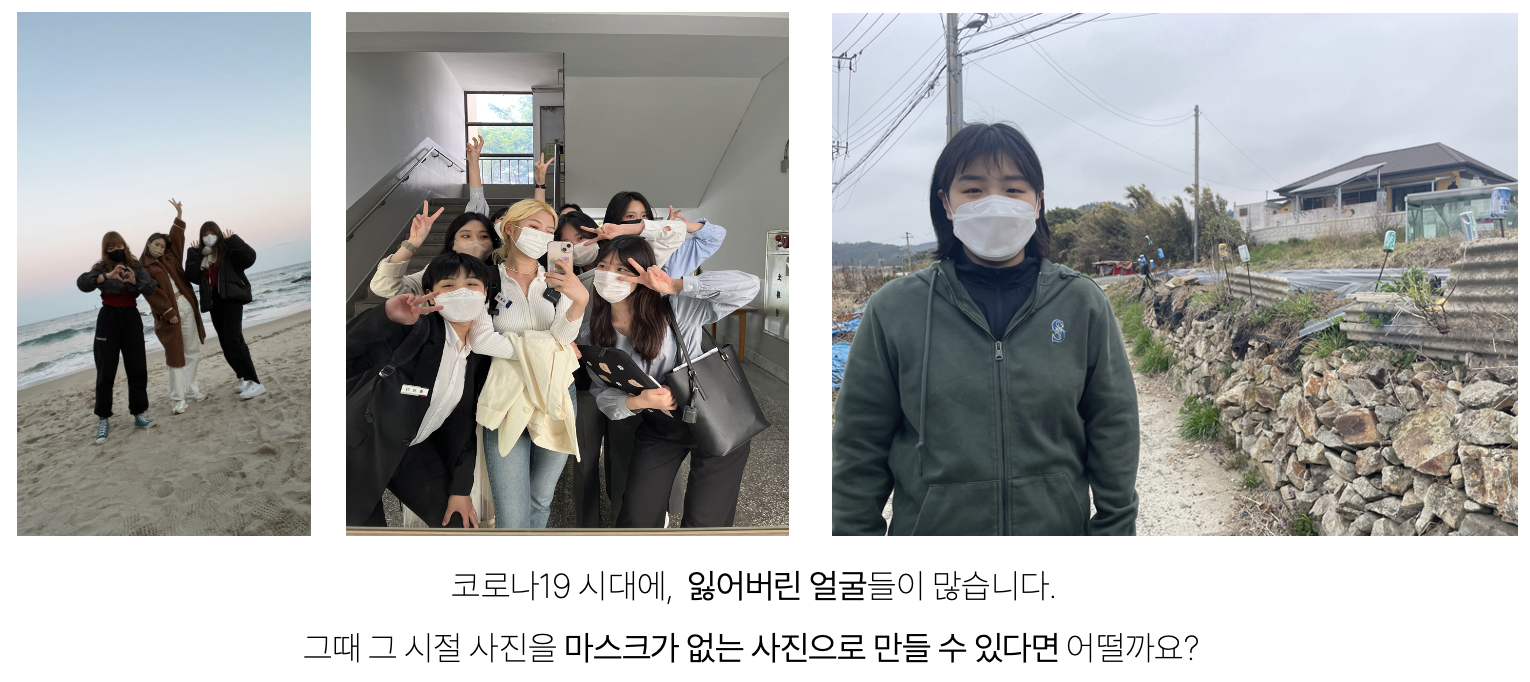 코로나19 시대에, 잃어버린 얼굴들이 많습니다.
그때 그 시절 사진을 마스크가 없는 사진으로 만들 수 있다면 어떨까요?